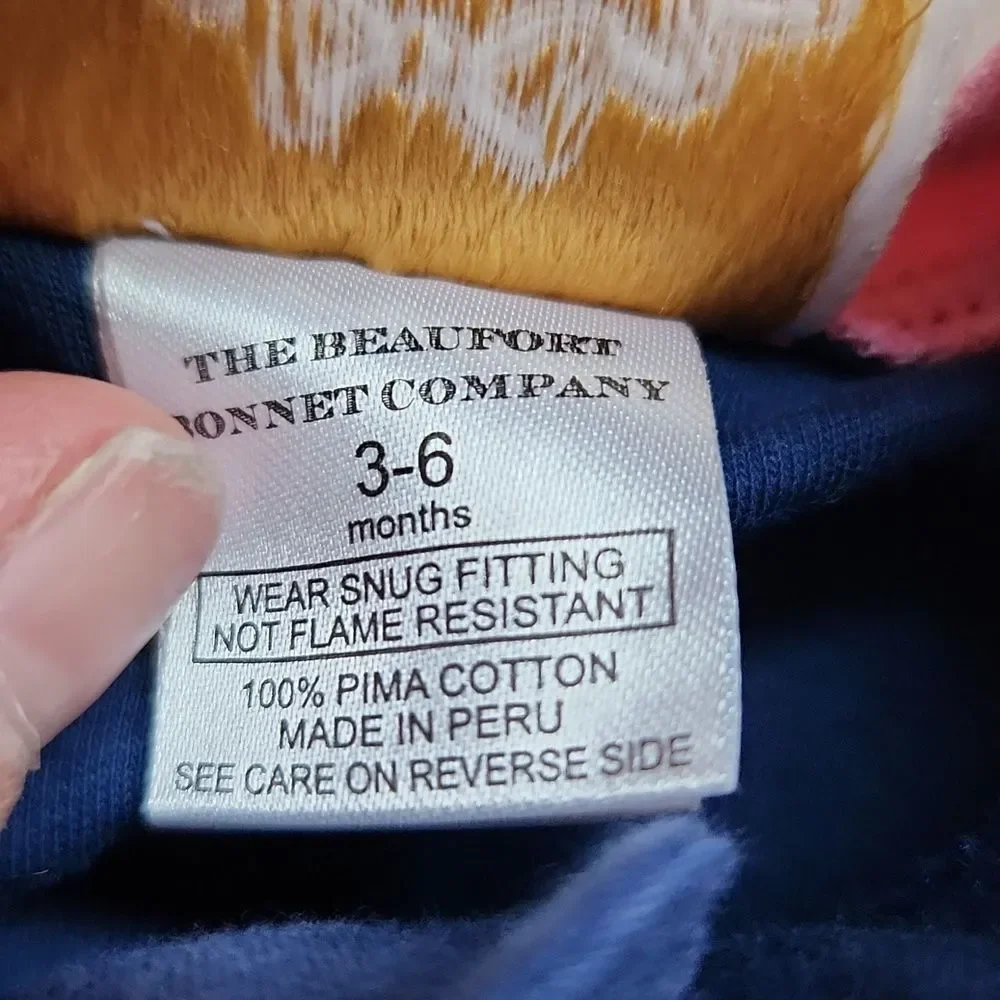 THE BEAUFORT
BONNET COMPANY
3-6
months
WEAR SNUG FITTING
NOT FLAME RESISTANT
100% PIMA COTTON
MADE IN PERU
SEE CARE ON REVERSE SIDE